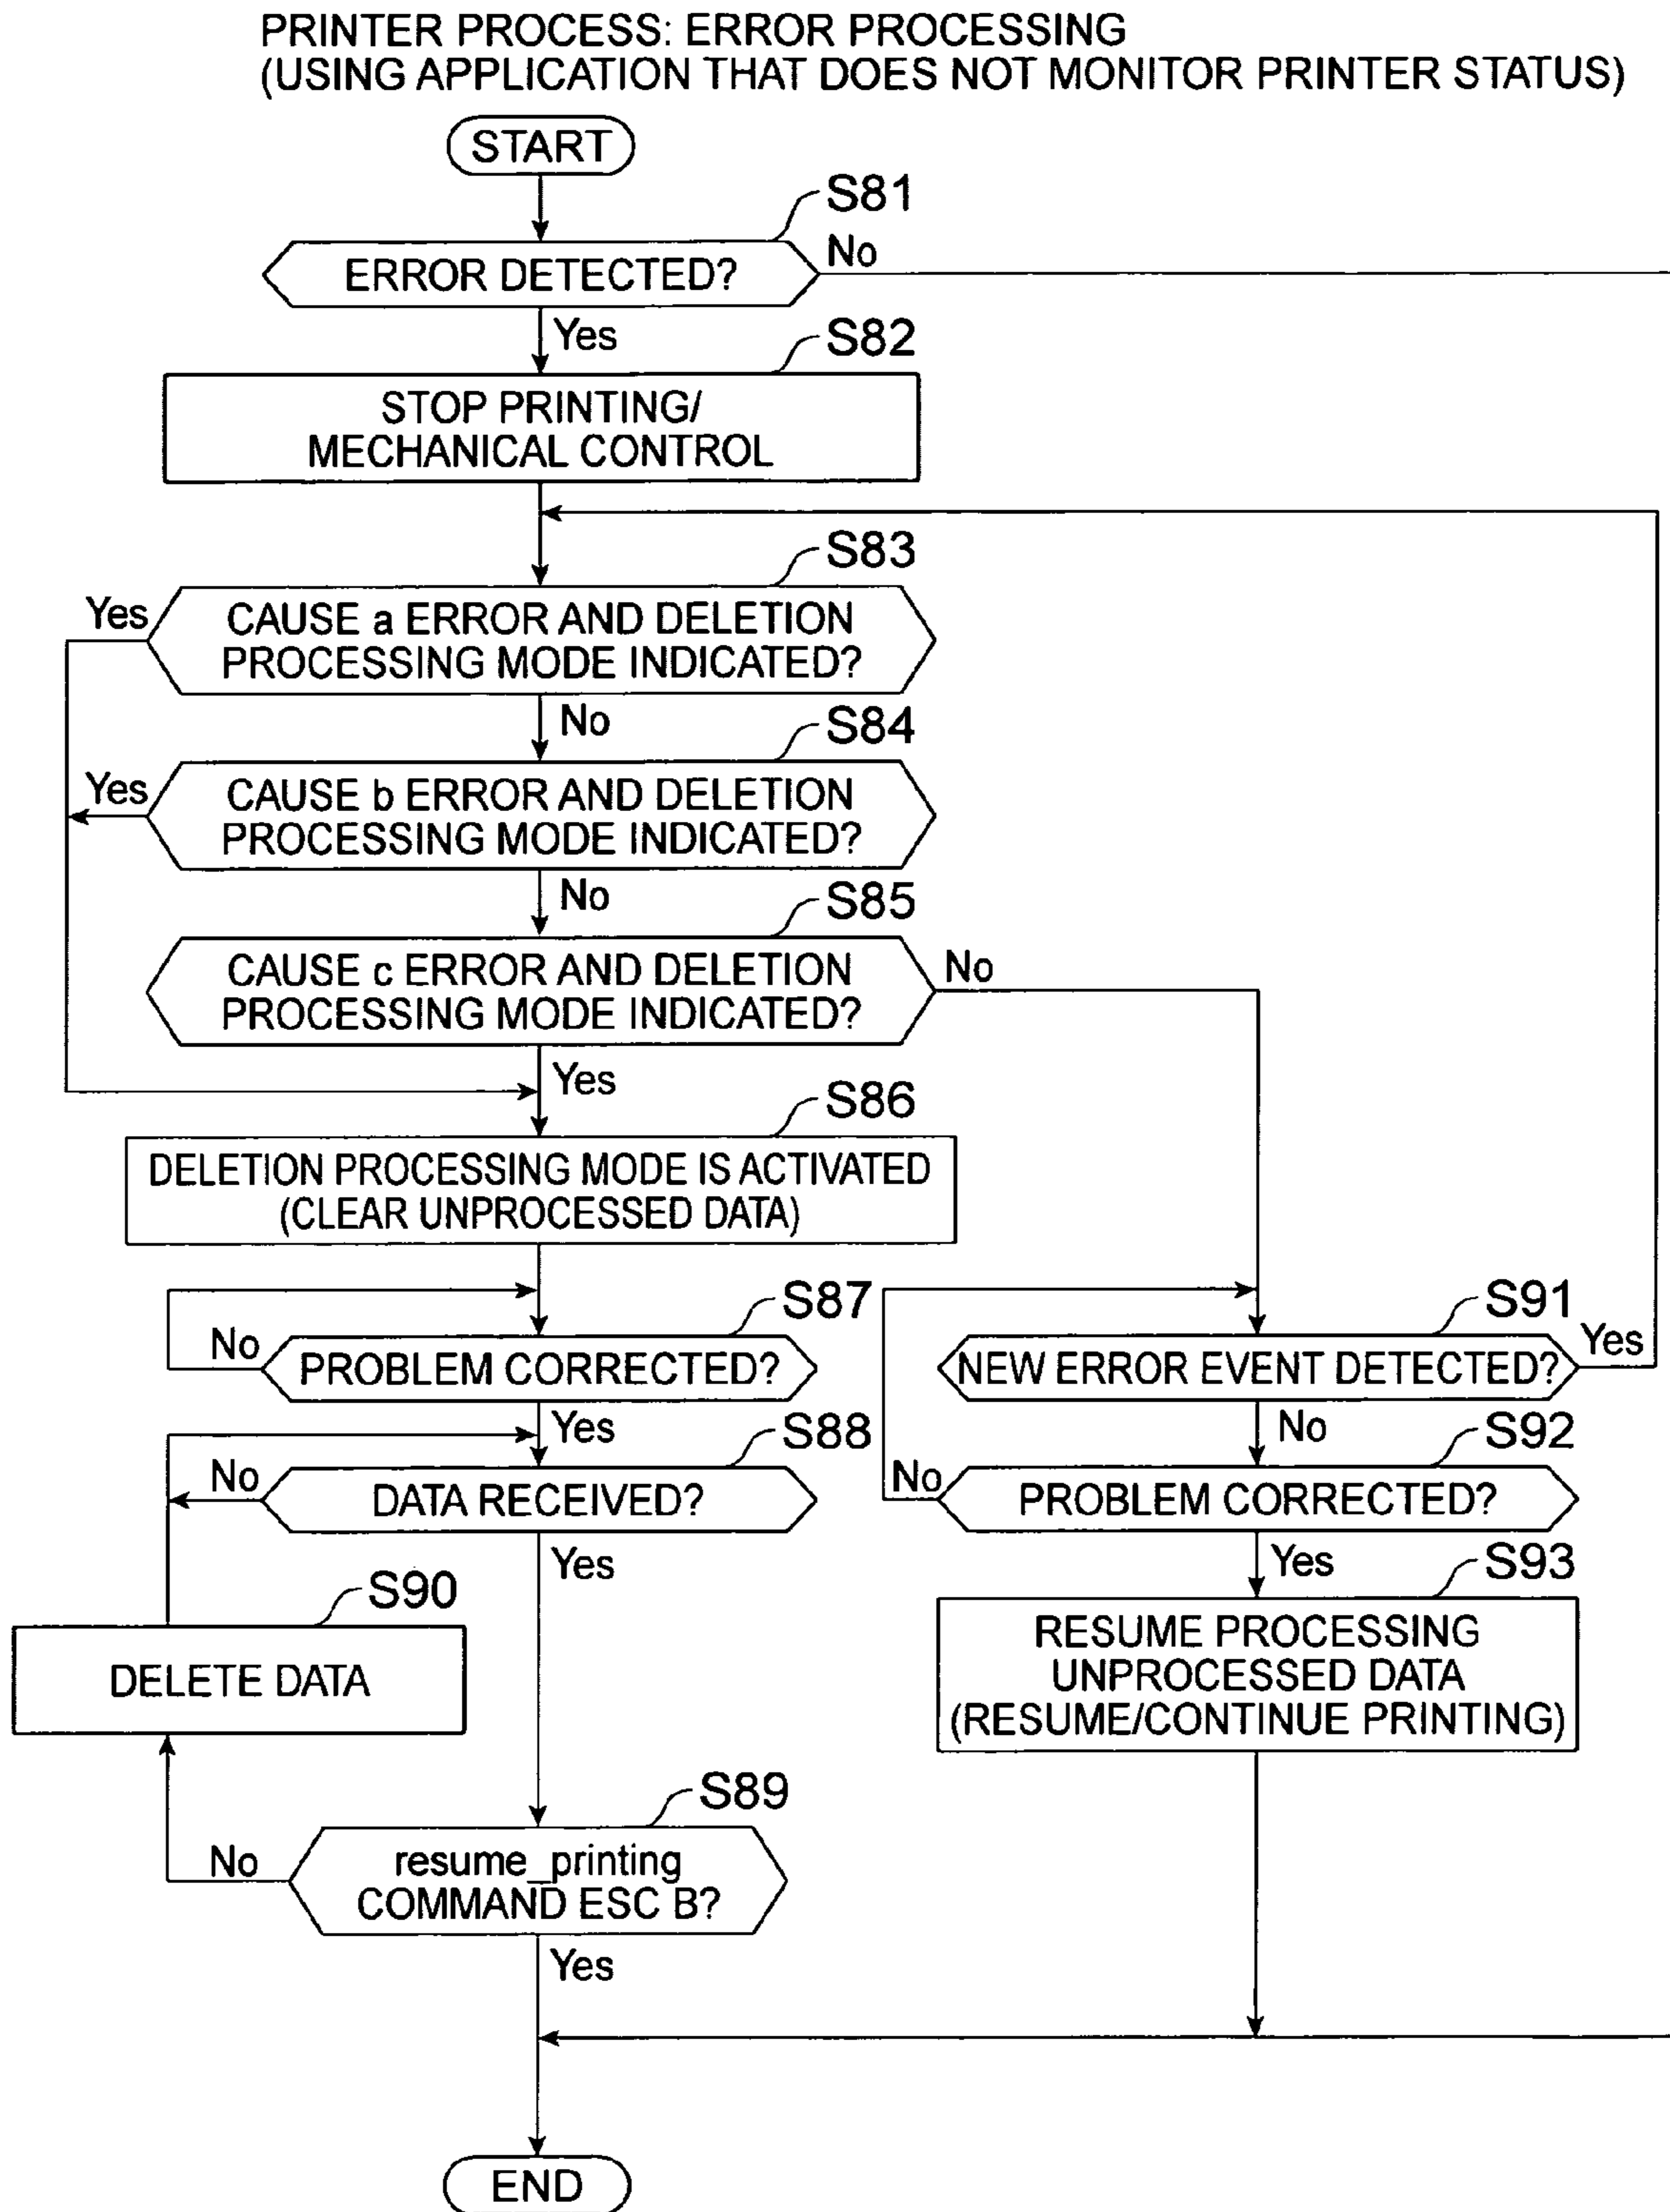 PRINTER PROCESS: ERROR PROCESSING
(USING APPLICATION THAT DOES NOT MONITOR PRINTER STATUS)
START
S81
ERROR DETECTED?
No
Yes
S82
STOP PRINTING/
MECHANICAL CONTROL
S83
Yes
CAUSE a ERROR AND DELETION
PROCESSING MODE INDICATED?
No
S84
Yes
CAUSE b ERROR AND DELETION
PROCESSING MODE INDICATED?
No
S85
CAUSE c ERROR AND DELETION
PROCESSING MODE INDICATED?
No
Yes
S86
DELETION PROCESSING MODE IS ACTIVATED
(CLEAR UNPROCESSED DATA)
S87
No
PROBLEM CORRECTED?
Yes
S88
No
DATA RECEIVED?
Yes
S90
DELETE DATA
S89
No
resume_printing
COMMAND ESC B?
Yes
S91
NEW ERROR EVENT DETECTED?
Yes
No
S92
No
PROBLEM CORRECTED?
Yes
S93
RESUME PROCESSING
UNPROCESSED DATA
(RESUME/CONTINUE PRINTING)
END